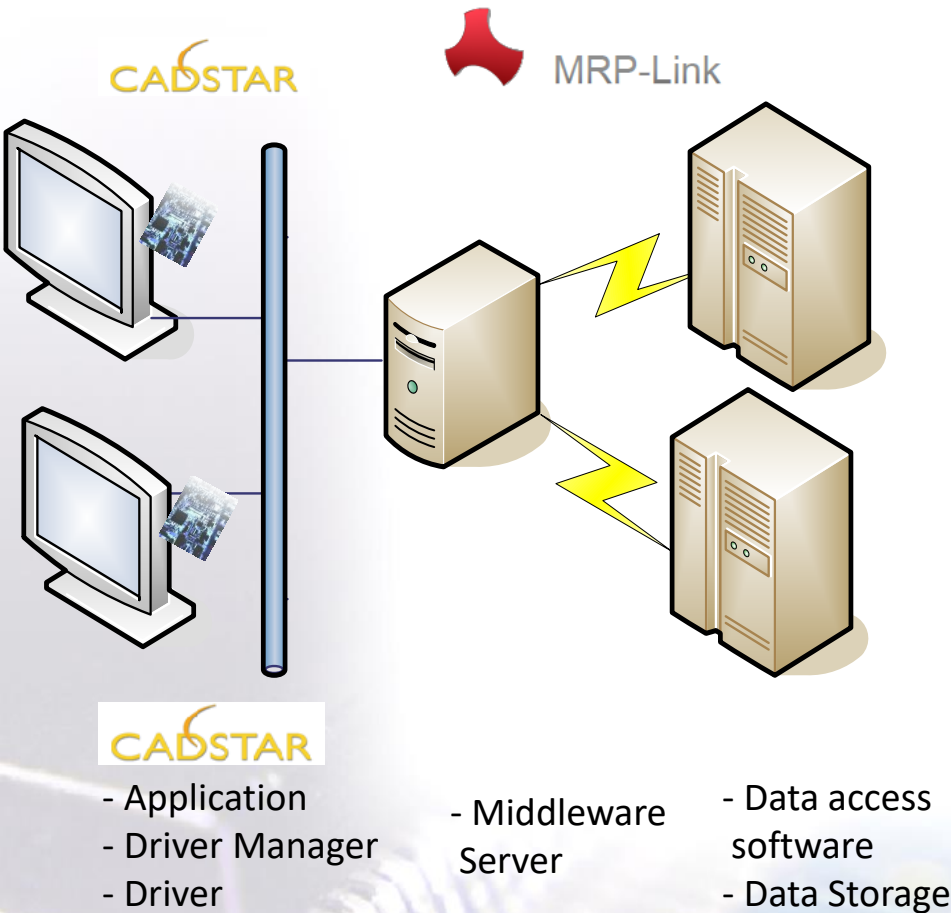 CADSTAR
MRP-Link
CADSTAR
- Application
- Driver Manager
- Driver
- Middleware
Server
- Data access
software
- Data Storage